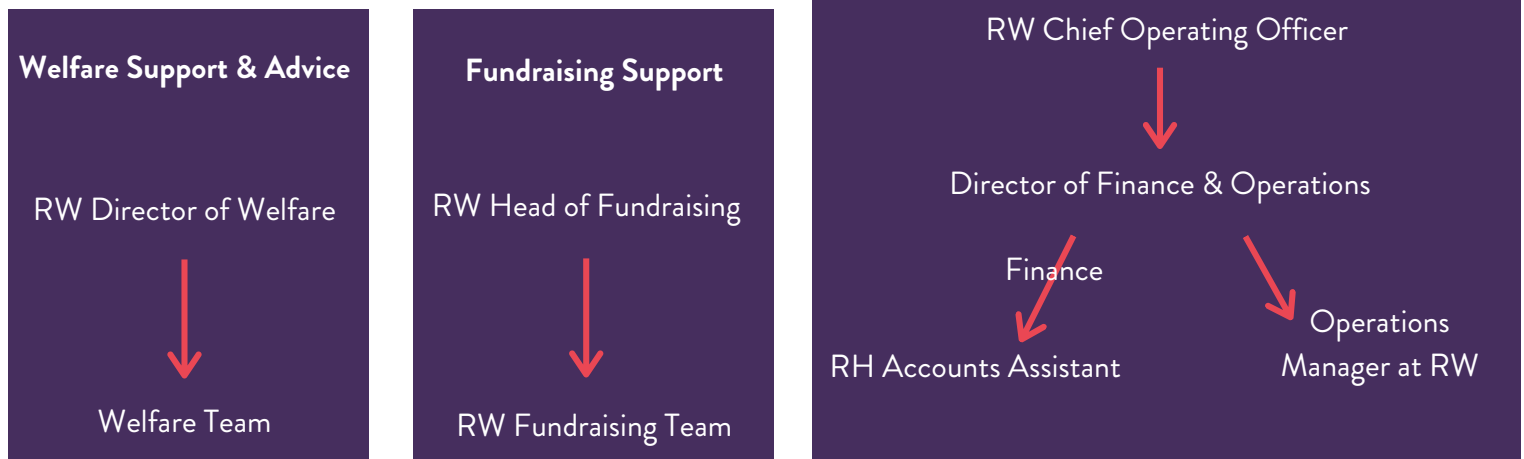 Welfare Support & Advice
RW Director of Welfare
Welfare Team
Fundraising Support
RW Head of Fundraising
RW Fundraising Team
RW Chief Operating Officer
Director of Finance & Operations
Finance
RH Accounts Assistant
Operations
Manager at RW